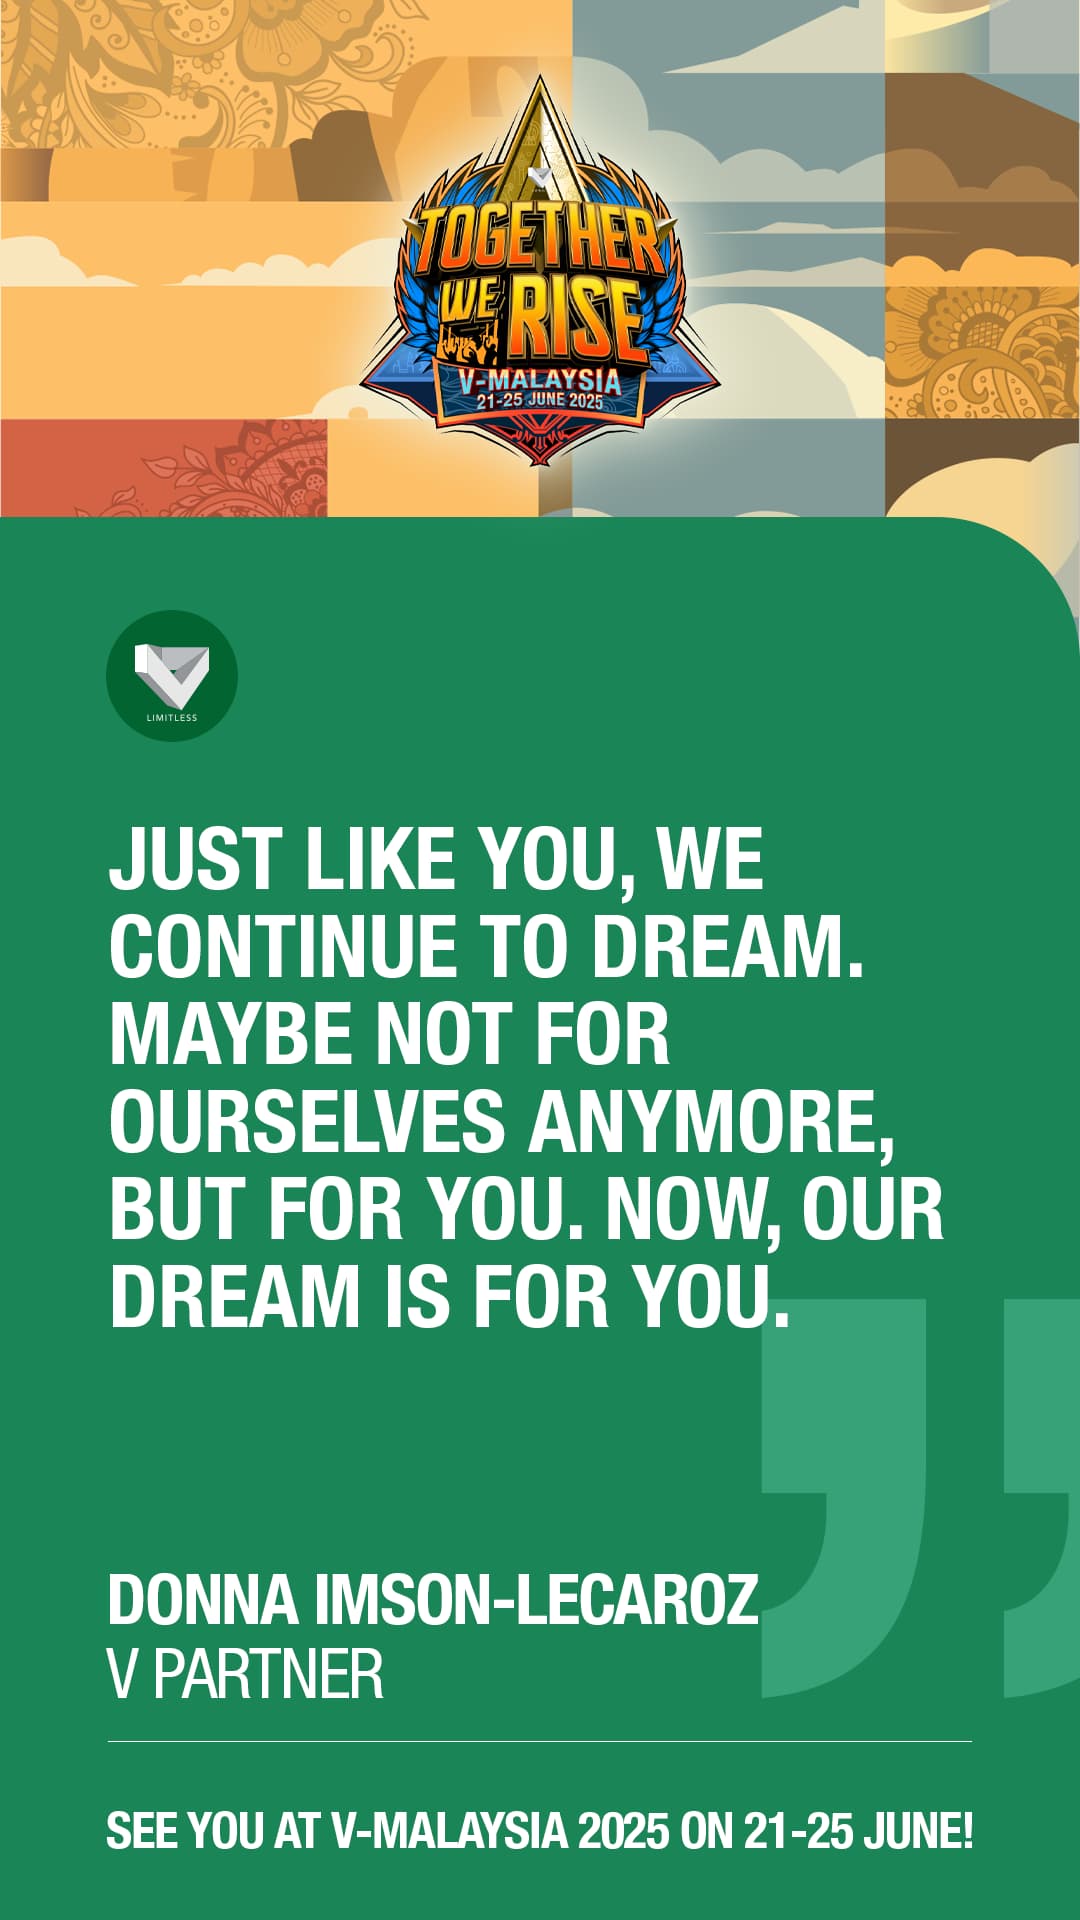 TOGETHER
WE RISE
V-MALAYSIA
21-25 JUNE 2025
LIMITLESS
JUST LIKE YOU, WE
CONTINUE TO DREAM.
MAYBE NOT FOR
OURSELVES ANYMORE,
BUT FOR YOU. NOW, OUR
DREAM IS FOR YOU.
DONNA IMSON-LECAROZ
V PARTNER
SEE YOU AT V-MALAYSIA 2025 ON 21-25 JUNE!